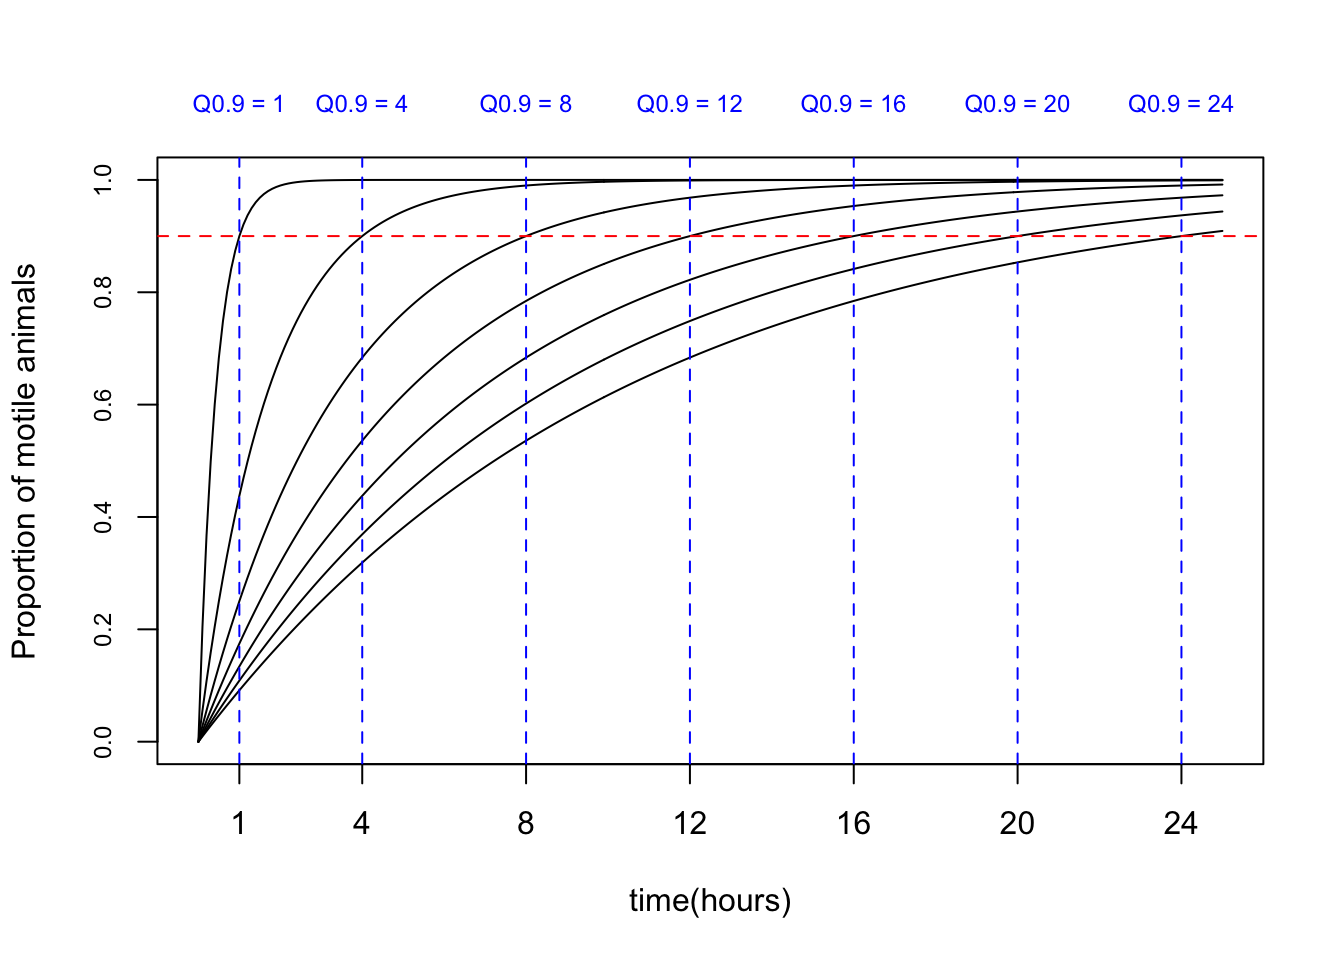 Q0.9 = 1 Q0.9 = 4 Q0.9 = 8 Q0.9 = 12 Q0.9 = 16 Q0.9 = 20 Q0.9 = 24
Proportion of motile animals
1.0
0.8
0.6
0.4
0.2
0.0
1 4 8 12 16 20 24
time(hours)